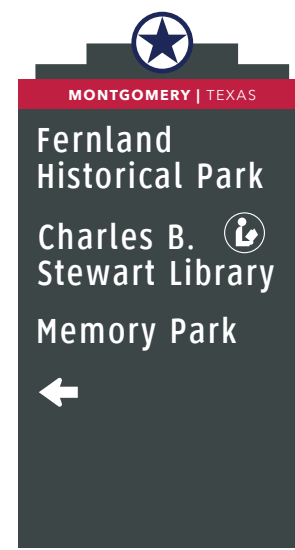 MONTGOMERY | TEXAS
Fernland
Historical Park
Charles B.
Stewart Library
Memory Park